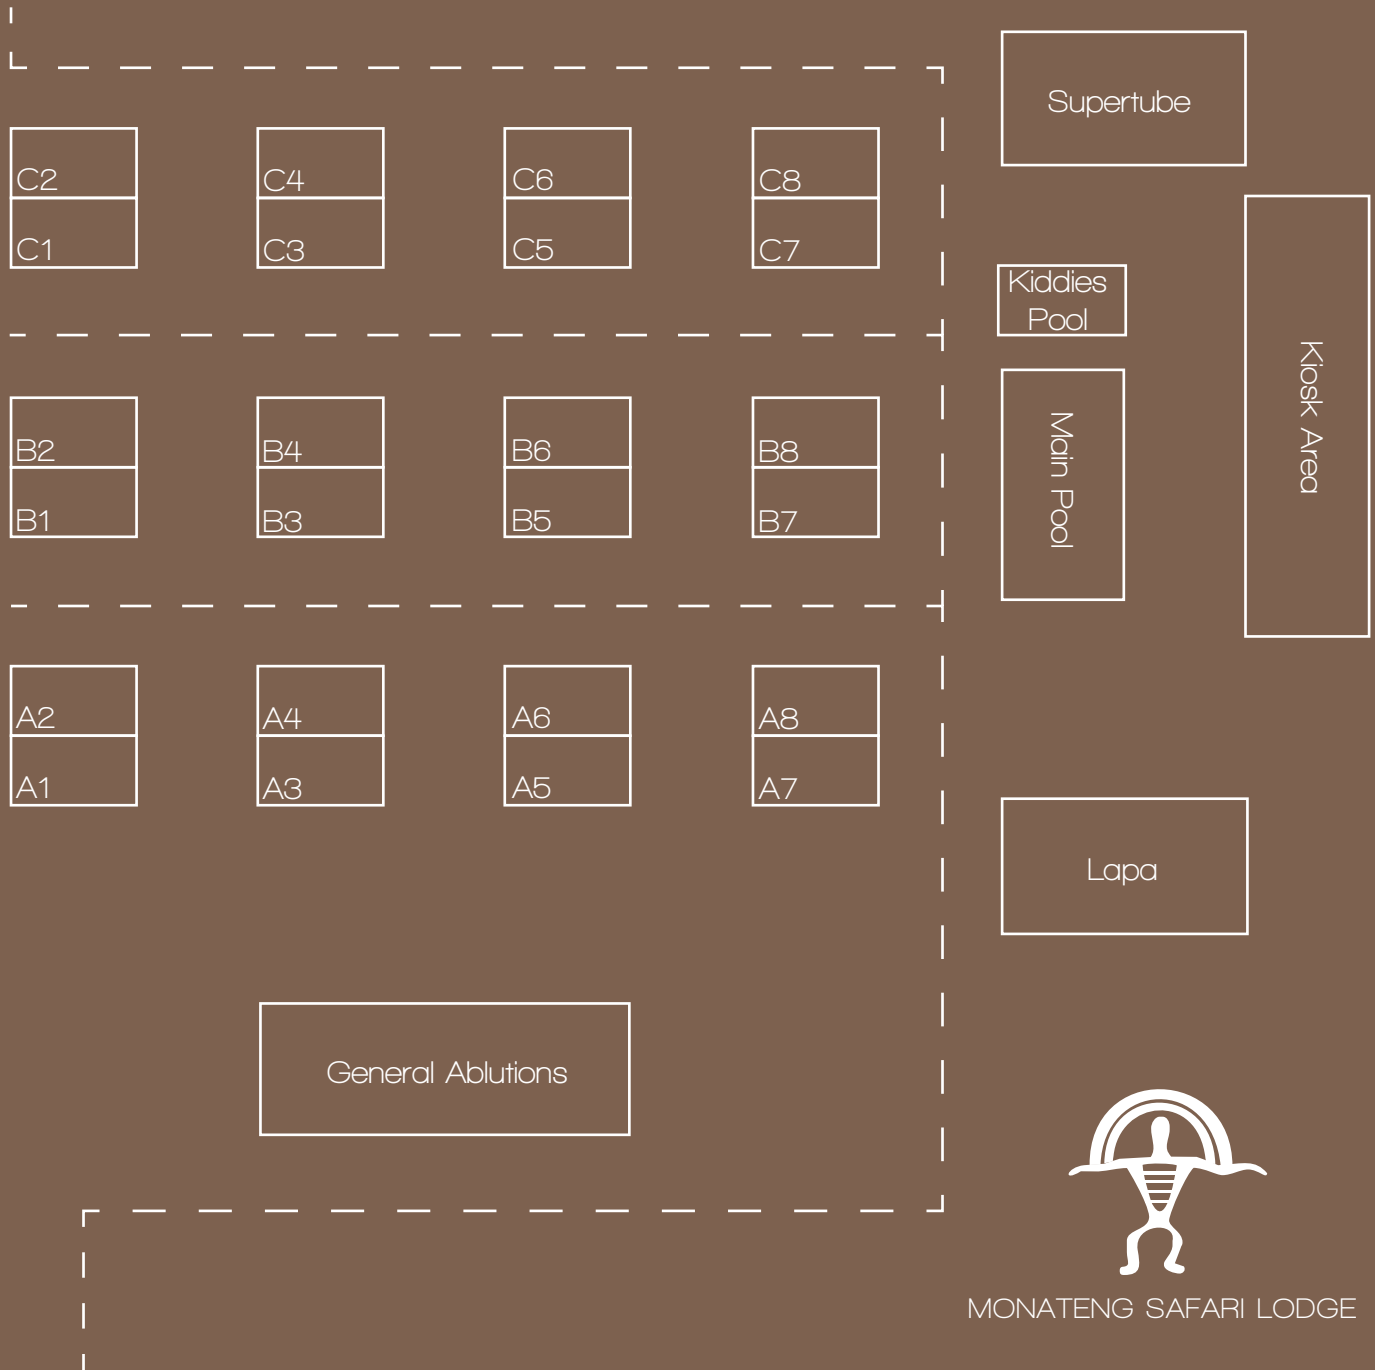 Supertube
C2
C4
C6
C8
C1
C3
C5
C7
Kiddies
Pool
Kiosk Area
Main Pool
B2
B4
B6
B8
B1
B3
B5
B7
A2
A4
A6
A8
A1
A3
A5
A7
Lapa
General Ablutions
MONATENG SAFARI LODGE